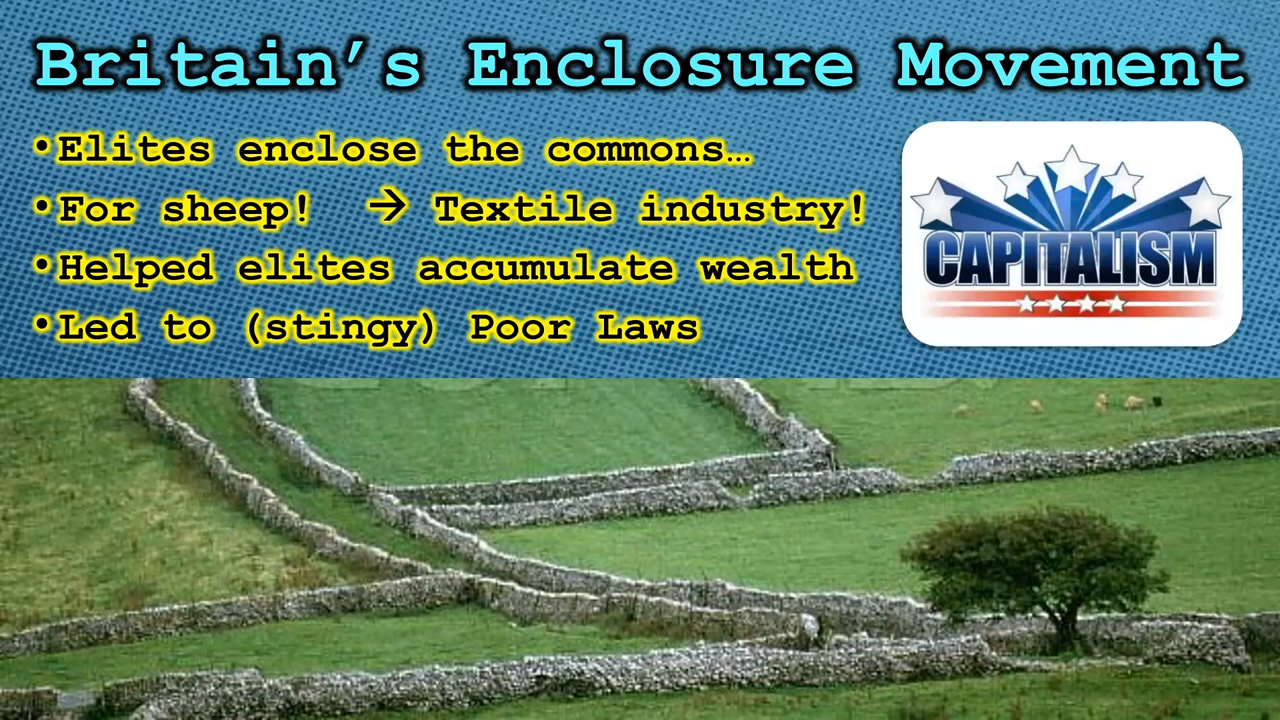 Britain’s Enclosure Movement
•Elites enclose the commons…
•For sheep! → Textile industry!
•Helped elites accumulate wealth
•Led to (stingy) Poor Laws
CAPITALISM